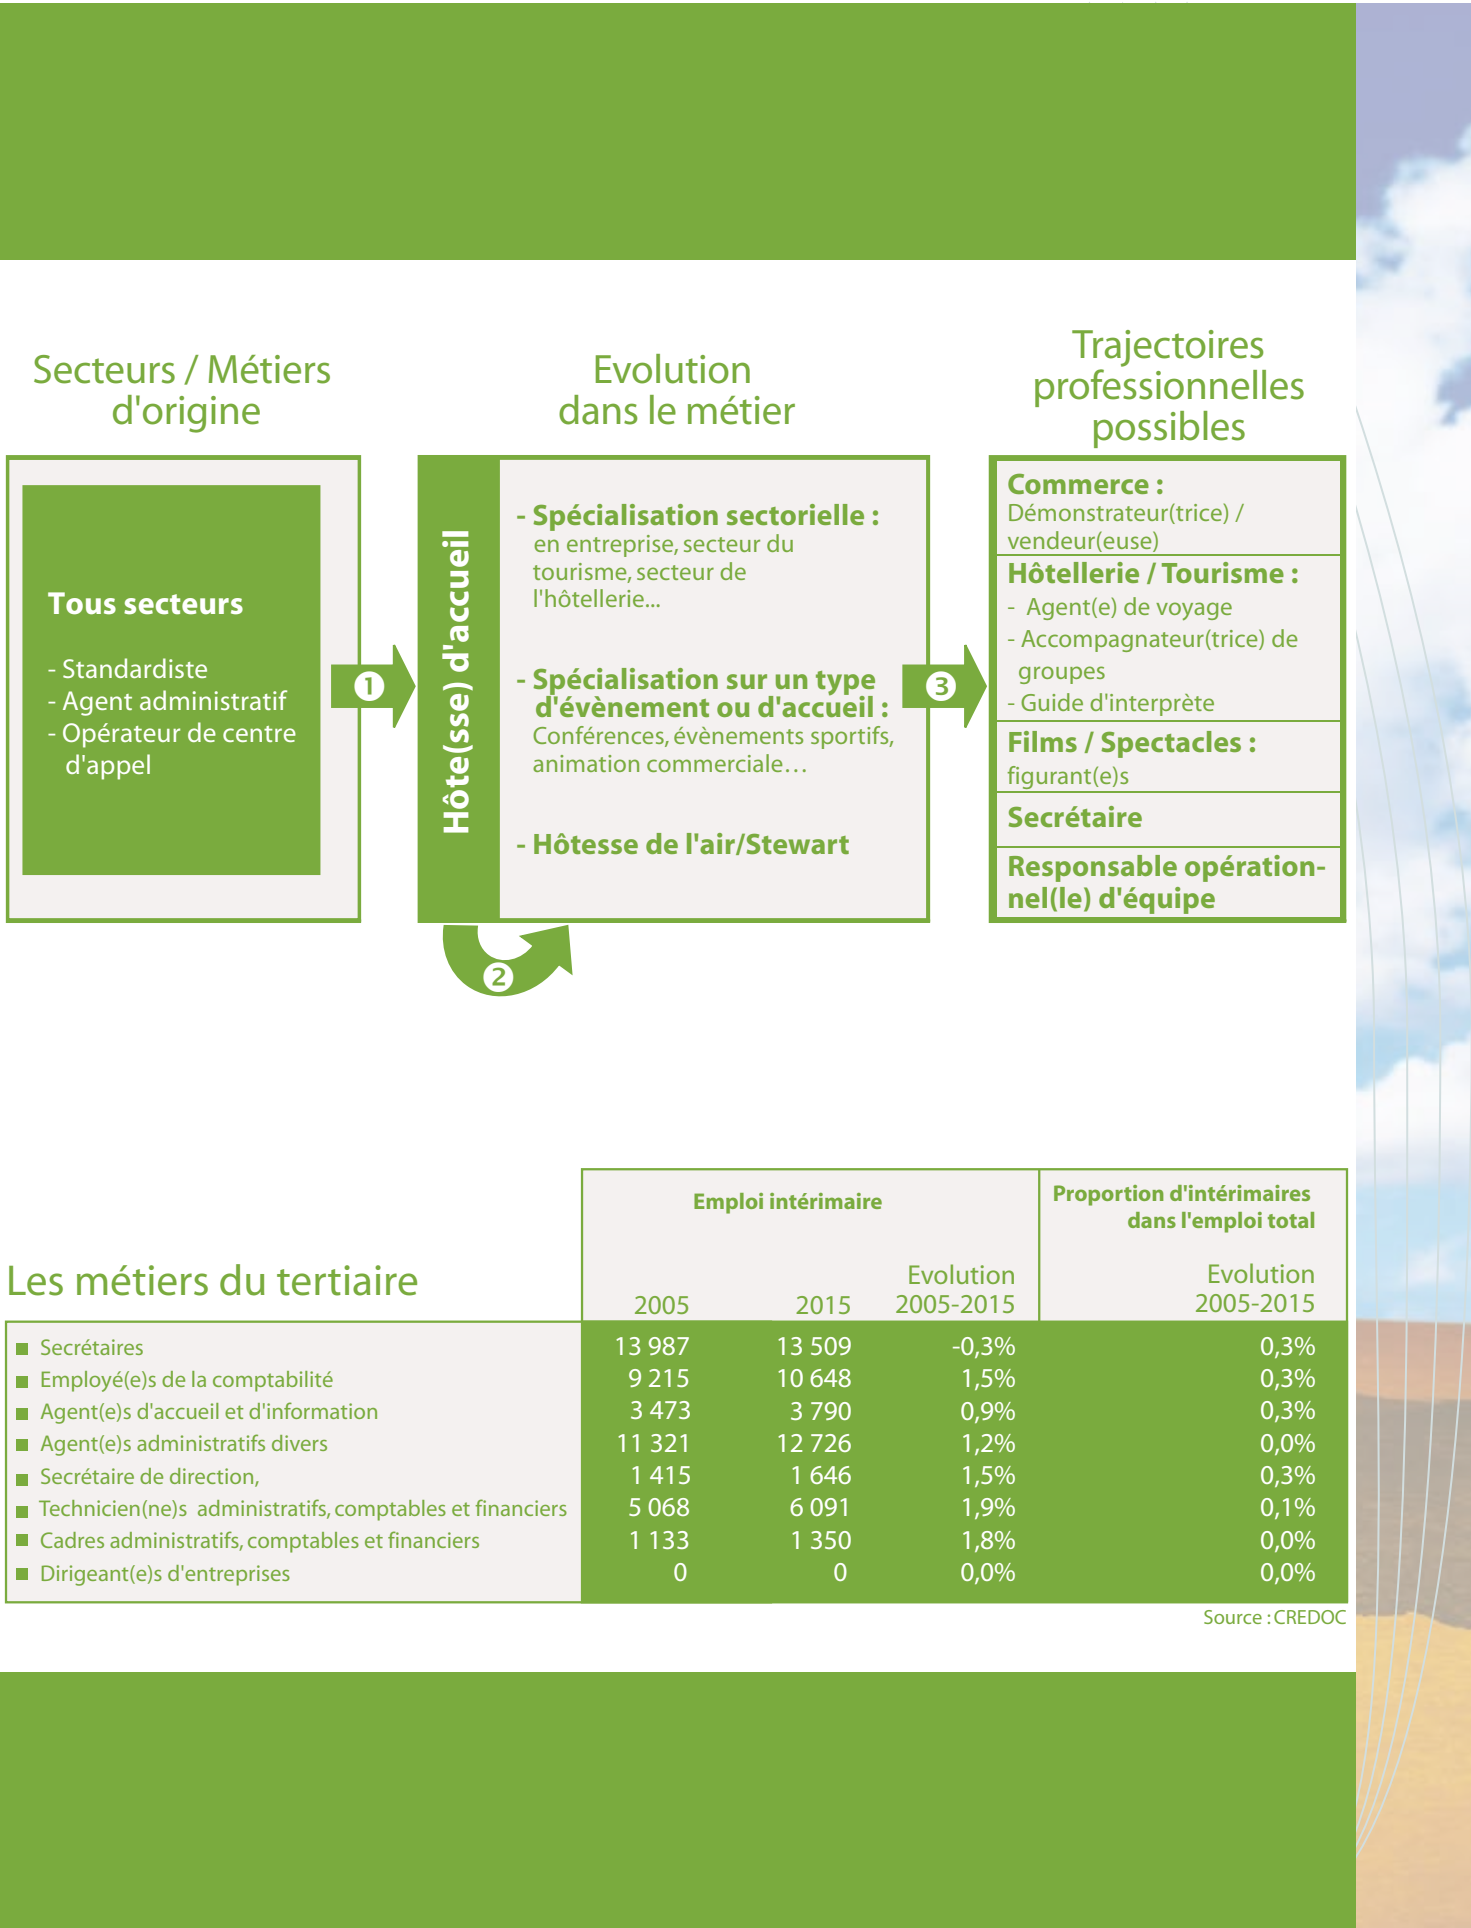 Secteurs / Métiers
d'origine
Evolution
dans le métier
Trajectoires
professionnelles
possibles
Tous secteurs
- Standardiste
- Agent administratif
- Opérateur de centre
d'appel
1
Hôte(sse) d'accueil
- Spécialisation sectorielle :
en entreprise, secteur du
tourisme, secteur de
l'hôtellerie...
- Spécialisation sur un type
d'évènement ou d'accueil :
Conférences, évènements sportifs,
animation commerciale…
- Hôtesse de l'air/Stewart
2
3
Commerce :
Démonstrateur(trice) /
vendeur(euse)
Hôtellerie / Tourisme :
- Agent(e) de voyage
- Accompagnateur(trice) de
groupes
- Guide d'interprète
Films / Spectacles :
figurant(e)s
Secrétaire
Responsable opération-
nel(le) d'équipe
Les métiers du tertiaire
Emploi intérimaire
Proportion d'intérimaires
dans l'emploi total
2005 2015 Evolution
2005-2015
Evolution
2005-2015
Secrétaires 13 987 13 509 -0,3% 0,3%
Employé(e)s de la comptabilité 9 215 10 648 1,5% 0,3%
Agent(e)s d'accueil et d'information 3 473 3 790 0,9% 0,3%
Agent(e)s administratifs divers 11 321 12 726 1,2% 0,0%
Secrétaire de direction, 1 415 1 646 1,5% 0,3%
Technicien(ne)s administratifs, comptables et financiers 5 068 6 091 1,9% 0,1%
Cadres administratifs, comptables et financiers 1 133 1 350 1,8% 0,0%
Dirigeant(e)s d'entreprises 0 0 0,0% 0,0%
Source : CREDOC